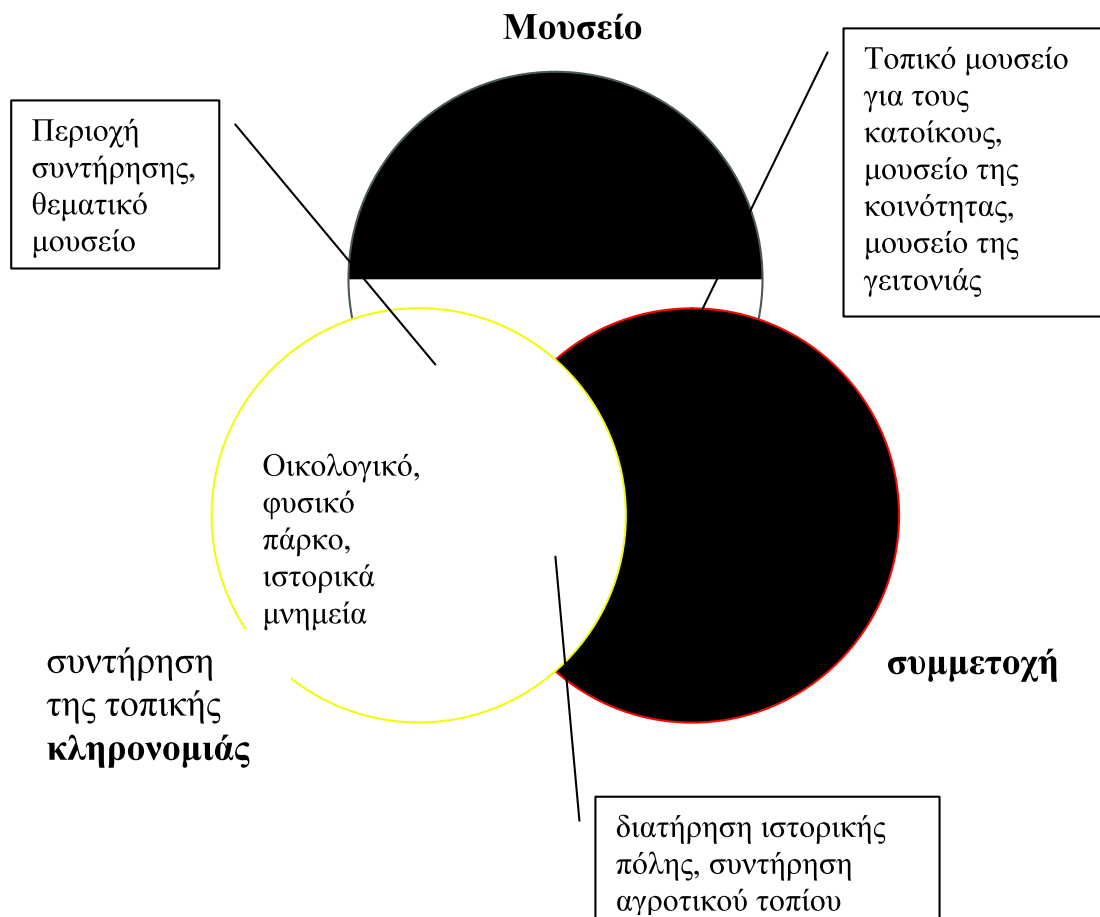 Μουσείο
Περιοχή
συντήρησης,
θεματικό
μουσείο
Τοπικό μουσείο
για τους
κατοίκους,
μουσείο της
κοινότητας,
μουσείο της
γειτονιάς
Οικολογικό,
φυσικό
πάρκο,
ιστορικά
μνημεία
συντήρηση
της τοπικής
κληρονομιάς
συμμετοχή
διατήρηση ιστορικής
πόλης, συντήρηση
αγροτικού τοπίου